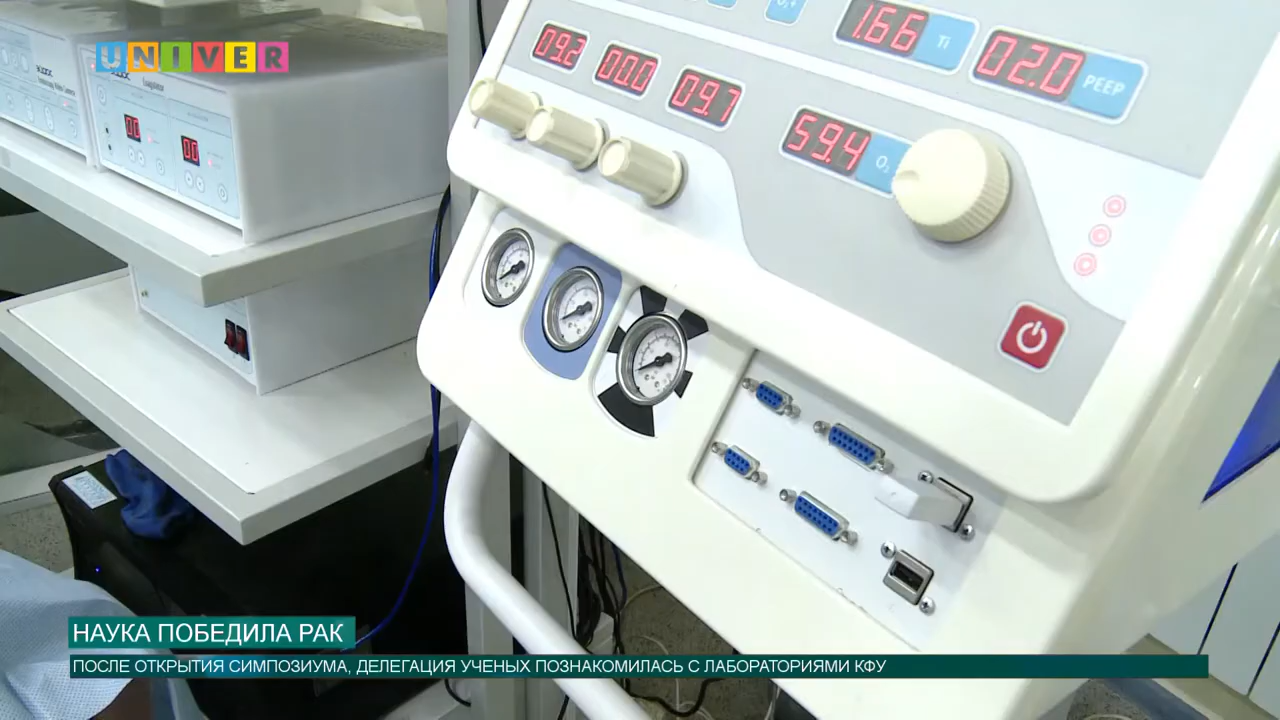 UNIVER
1.66 Ti
02.0 PEEP
09.2
00.0
09.7
59.4 O₂
Coagulator
00
00
НАУКА ПОБЕДИЛА РАК
ПОСЛЕ ОТКРЫТИЯ СИМПОЗИУМА, ДЕЛЕГАЦИЯ УЧЕНЫХ ПОЗНАКОМИЛАСЬ С ЛАБОРАТОРИЯМИ КФУ